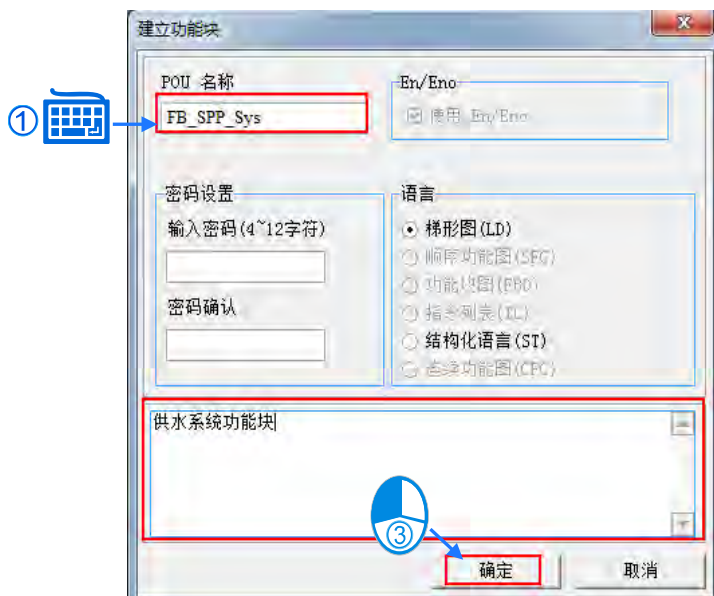 建立功能块
POU 名称
En/Eno
①
FB_SPP_Sys
使用 En/Eno
密码设置
语言
输入密码(4~12字符)
梯形图(LD)
顺序功能图(SFC)
功能块图(FBD)
密码确认
指令列表(IL)
结构化语言(ST)
连续功能图(CFC)
供水系统功能块
③
确定
取消